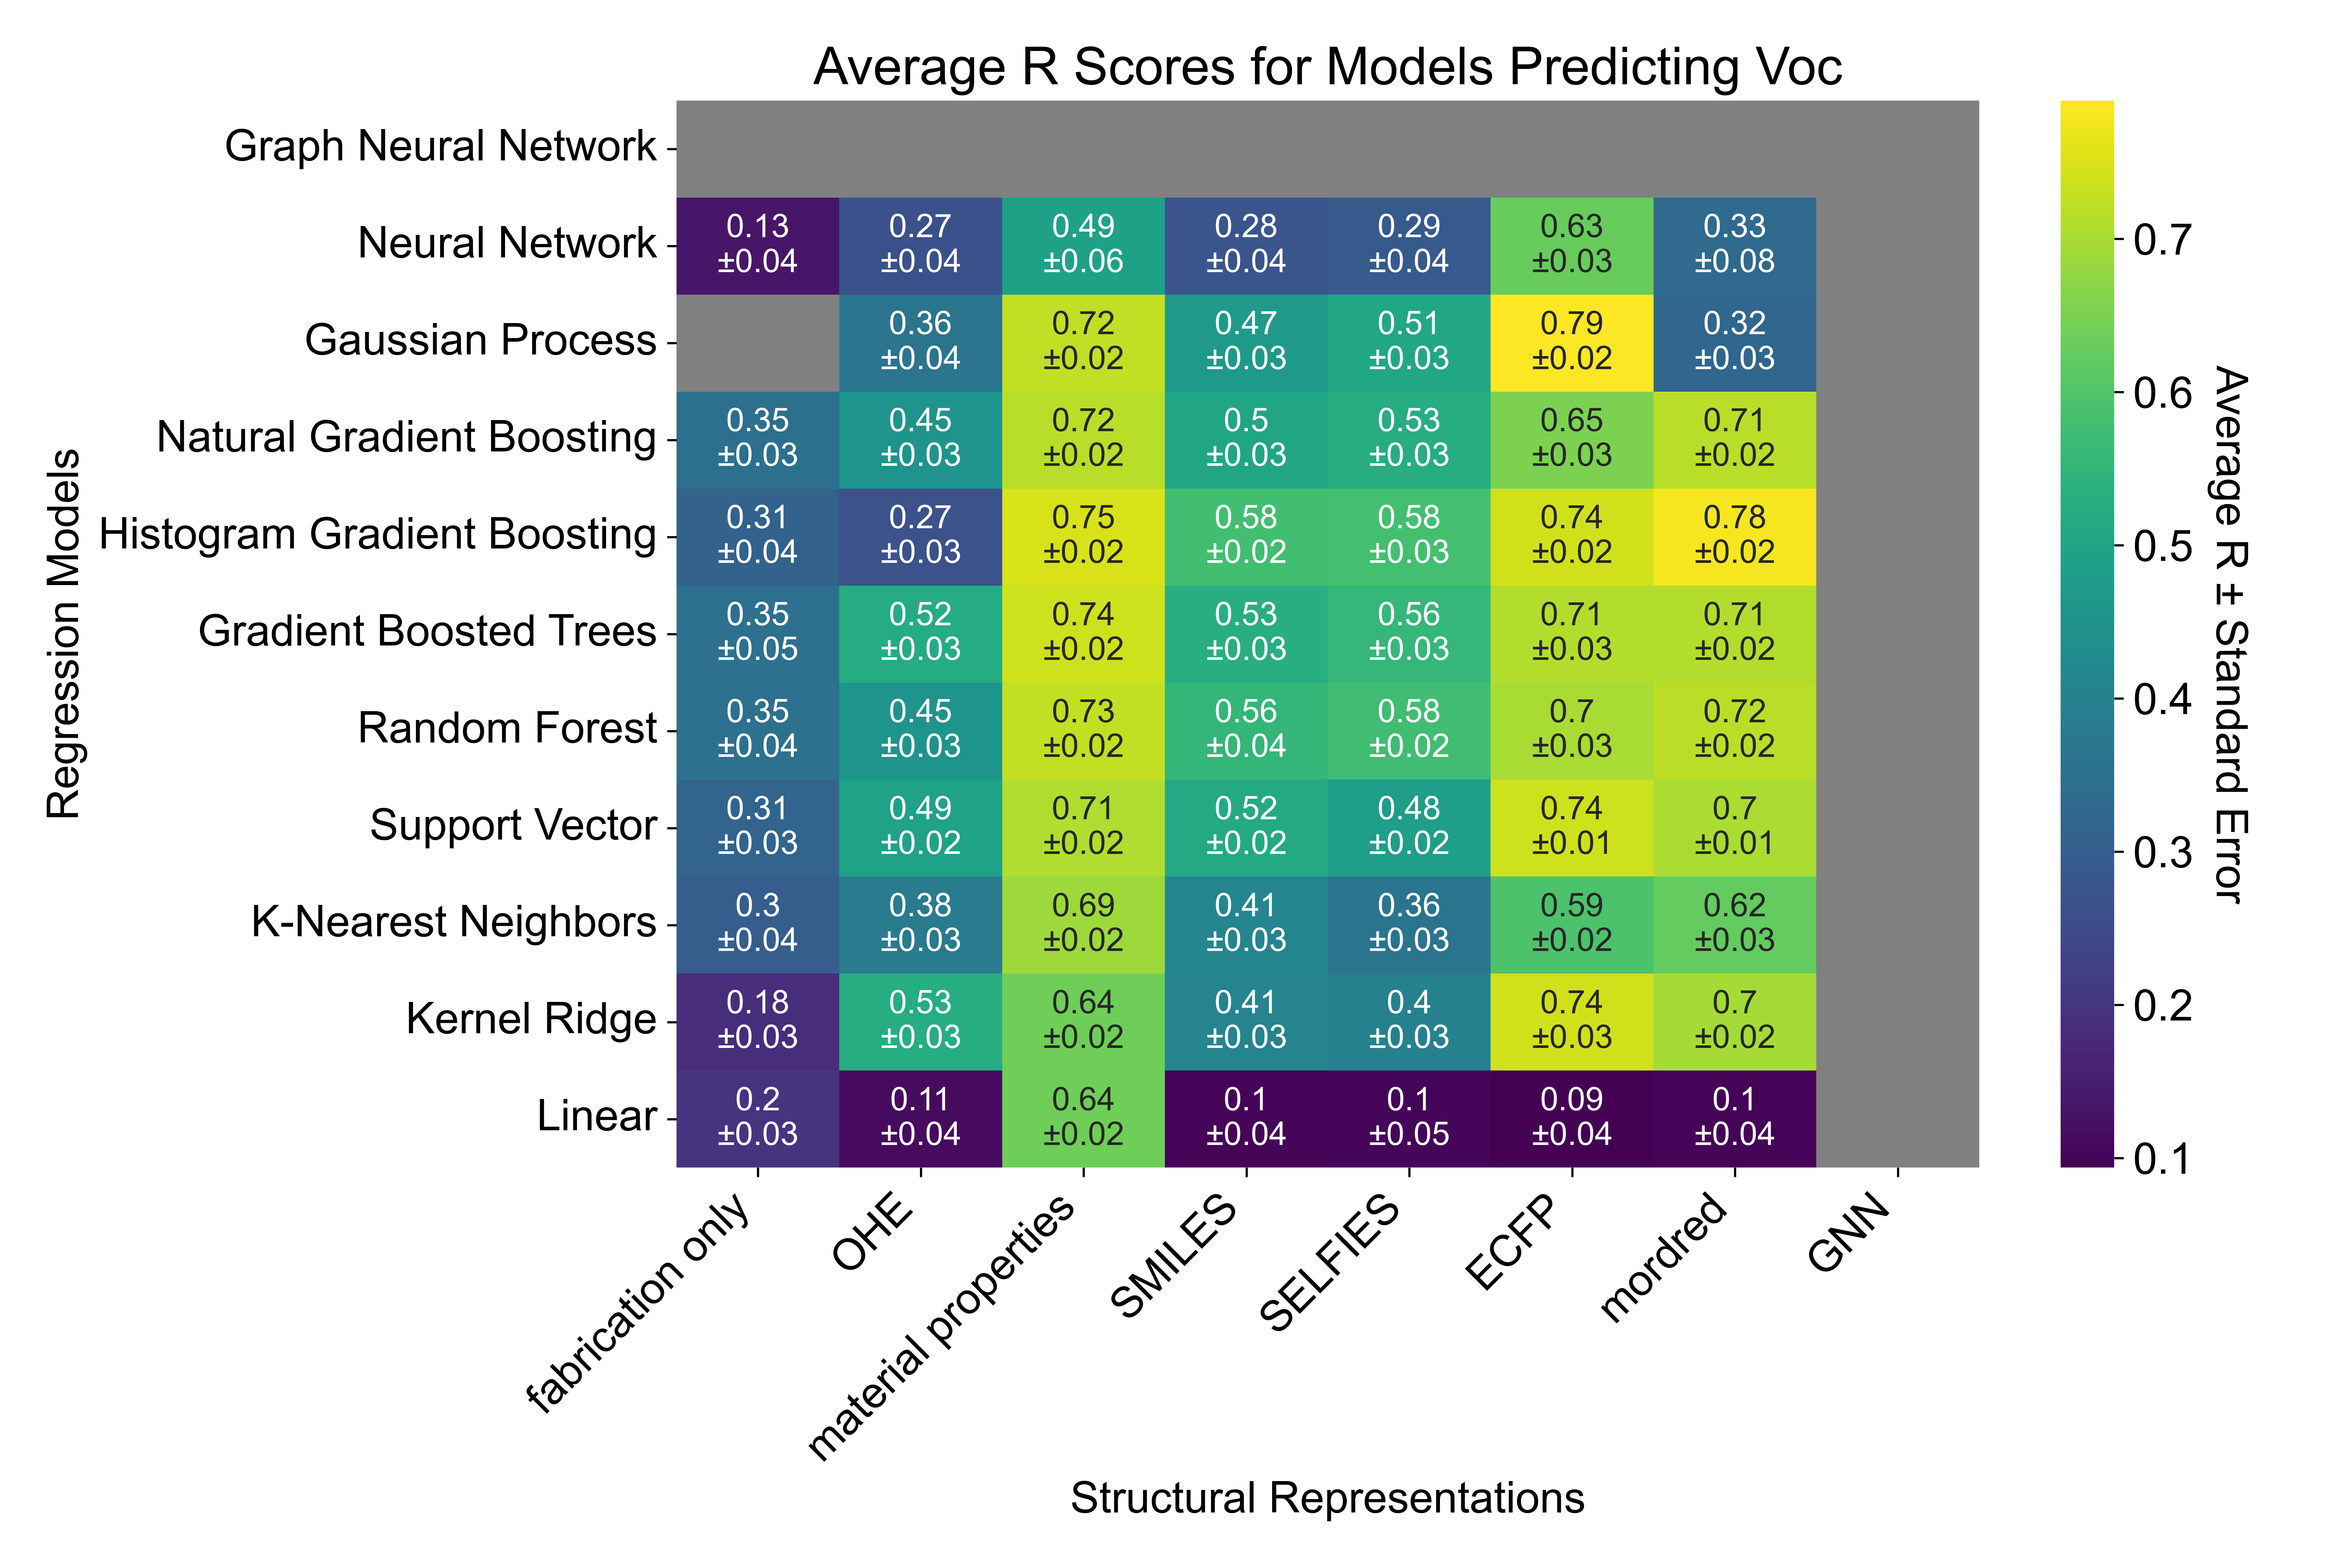 Average R Scores for Models Predicting Voc
Regression Models
Graph Neural Network
Neural Network
0.13 0.27 0.49 0.28 0.29 0.63 0.33
±0.04 ±0.04 ±0.06 ±0.04 ±0.04 ±0.03 ±0.08
Gaussian Process
0.36 0.72 0.47 0.51 0.79 0.32
±0.04 ±0.02 ±0.03 ±0.03 ±0.02 ±0.03
Natural Gradient Boosting
0.35 0.45 0.72 0.5 0.53 0.65 0.71
±0.03 ±0.03 ±0.02 ±0.03 ±0.03 ±0.03 ±0.02
Histogram Gradient Boosting
0.31 0.27 0.75 0.58 0.58 0.74 0.78
±0.04 ±0.03 ±0.02 ±0.02 ±0.03 ±0.02 ±0.02
Gradient Boosted Trees
0.35 0.52 0.74 0.53 0.56 0.71 0.71
±0.05 ±0.03 ±0.02 ±0.03 ±0.03 ±0.03 ±0.02
Random Forest
0.35 0.45 0.73 0.56 0.58 0.7 0.72
±0.04 ±0.03 ±0.02 ±0.04 ±0.02 ±0.03 ±0.02
Support Vector
0.31 0.49 0.71 0.52 0.48 0.74 0.7
±0.03 ±0.02 ±0.02 ±0.02 ±0.02 ±0.01 ±0.01
K-Nearest Neighbors
0.3 0.38 0.69 0.41 0.36 0.59 0.62
±0.04 ±0.03 ±0.02 ±0.03 ±0.03 ±0.02 ±0.03
Kernel Ridge
0.18 0.53 0.64 0.41 0.4 0.74 0.7
±0.03 ±0.03 ±0.02 ±0.03 ±0.03 ±0.03 ±0.02
Linear
0.2 0.11 0.64 0.1 0.1 0.09 0.1
±0.03 ±0.04 ±0.02 ±0.04 ±0.05 ±0.04 ±0.04
fabrication only
OHE
material properties
SMILES
SELFIES
ECFP
mordred
GNN
Structural Representations
0.7
0.6
0.5
0.4
0.3
0.2
0.1
Average R ± Standard Error